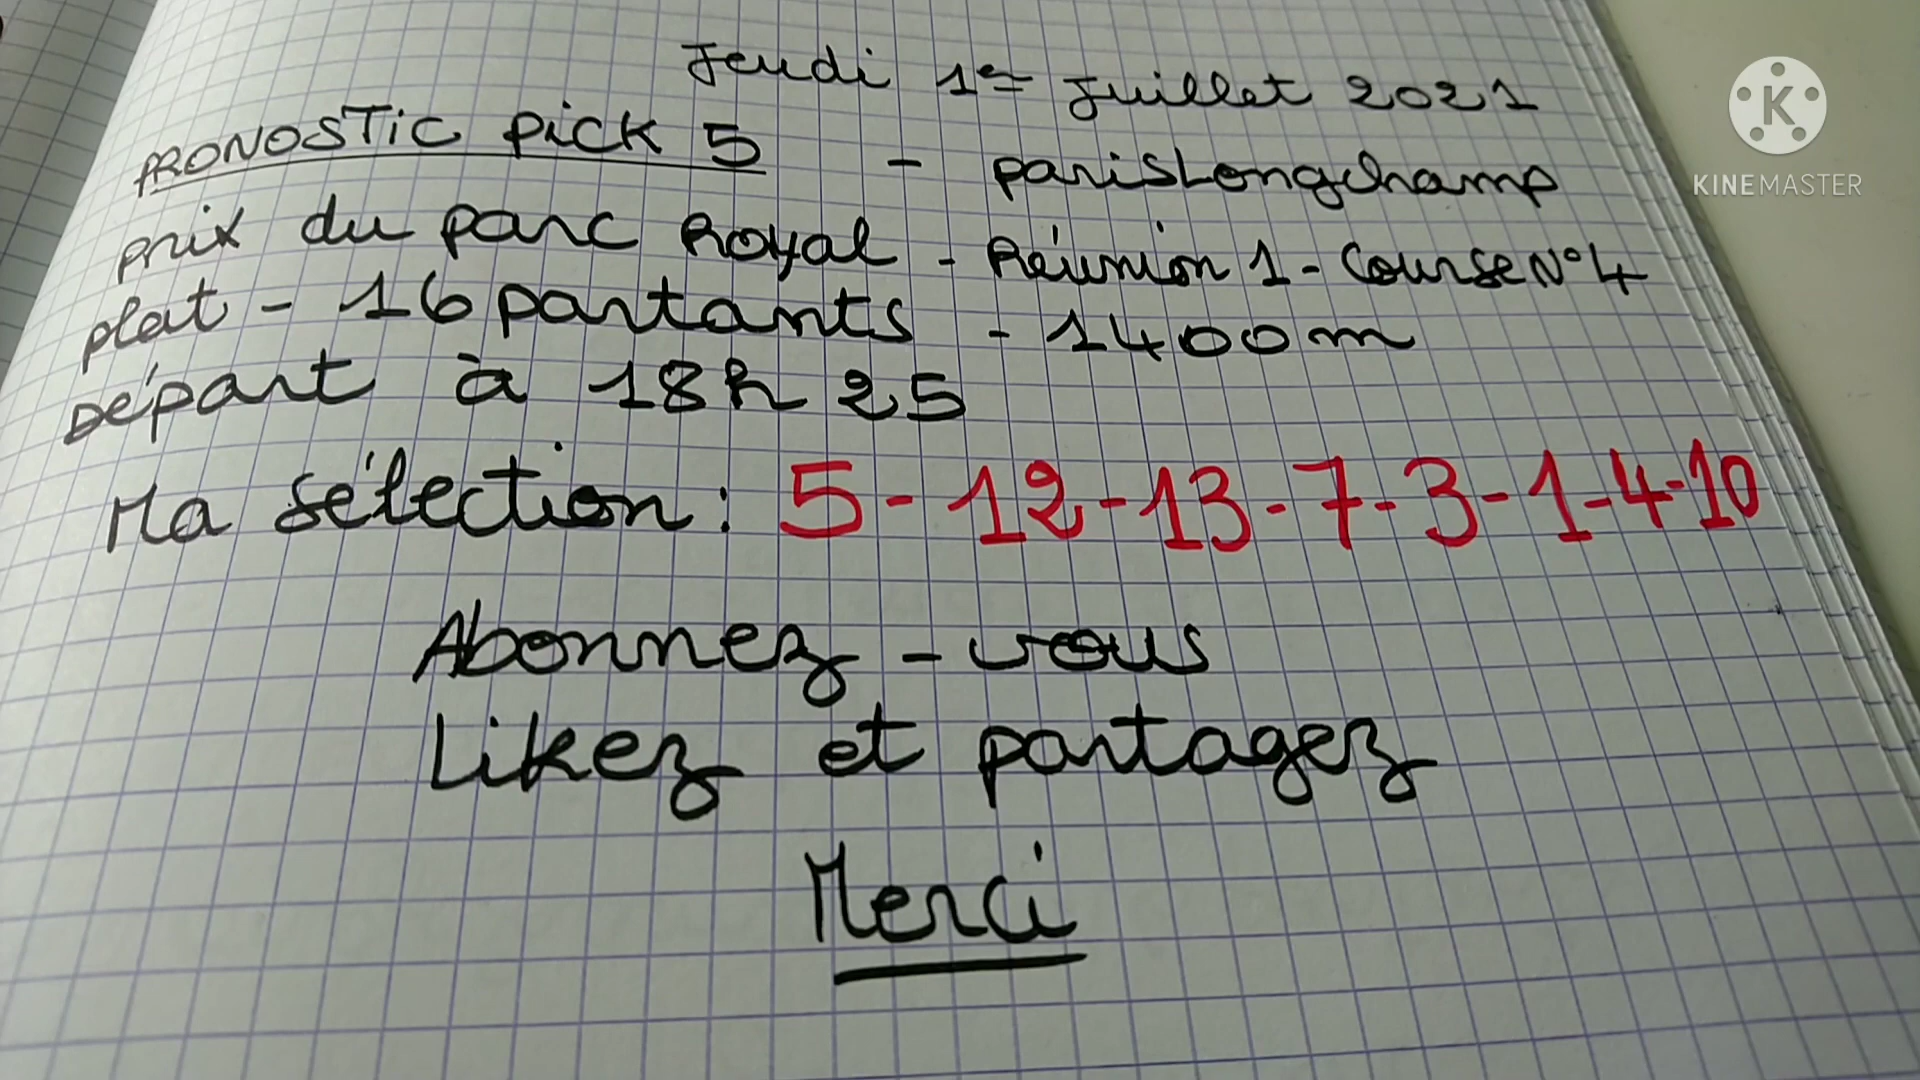 Jeudi 1er Juillet 2021
PRONOSTIC PICK 5 - PARISLongchamp
prix du parc Royal - Réunion 1 - Course N° 4
plat - 16 partants - 1400m
Départ à 18h 25
Ma sélection : 5 - 12 - 13 - 7 - 3 - 1 - 4 - 10
Abonnez - vous
Likez et partagez
Merci
K
KINEMASTER